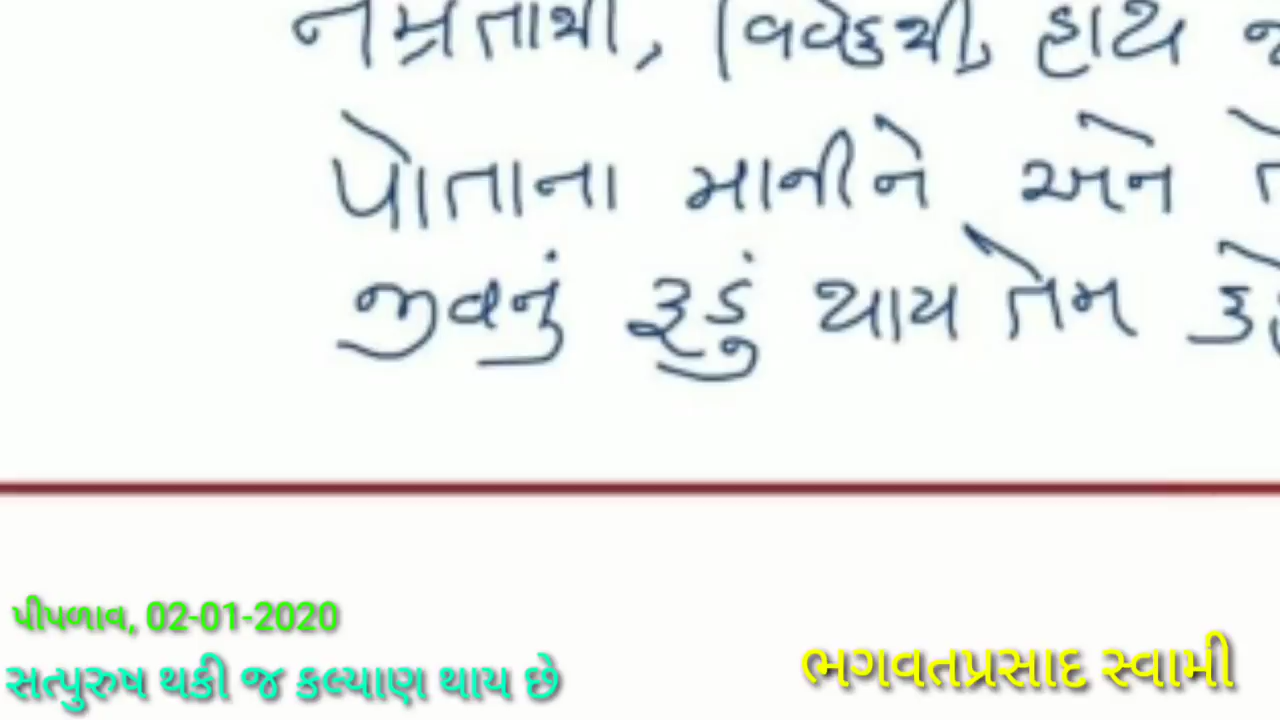 નમ્રતાથી, વિવેકથી, હાથ
પોતાના માનીને અને
જીવનું રૂડું થાય તેમ
પીપળાવ, 02-01-2020
સત્પુરુષ થકી જ કલ્યાણ થાય છે
ભગવતપ્રસાદ સ્વામી